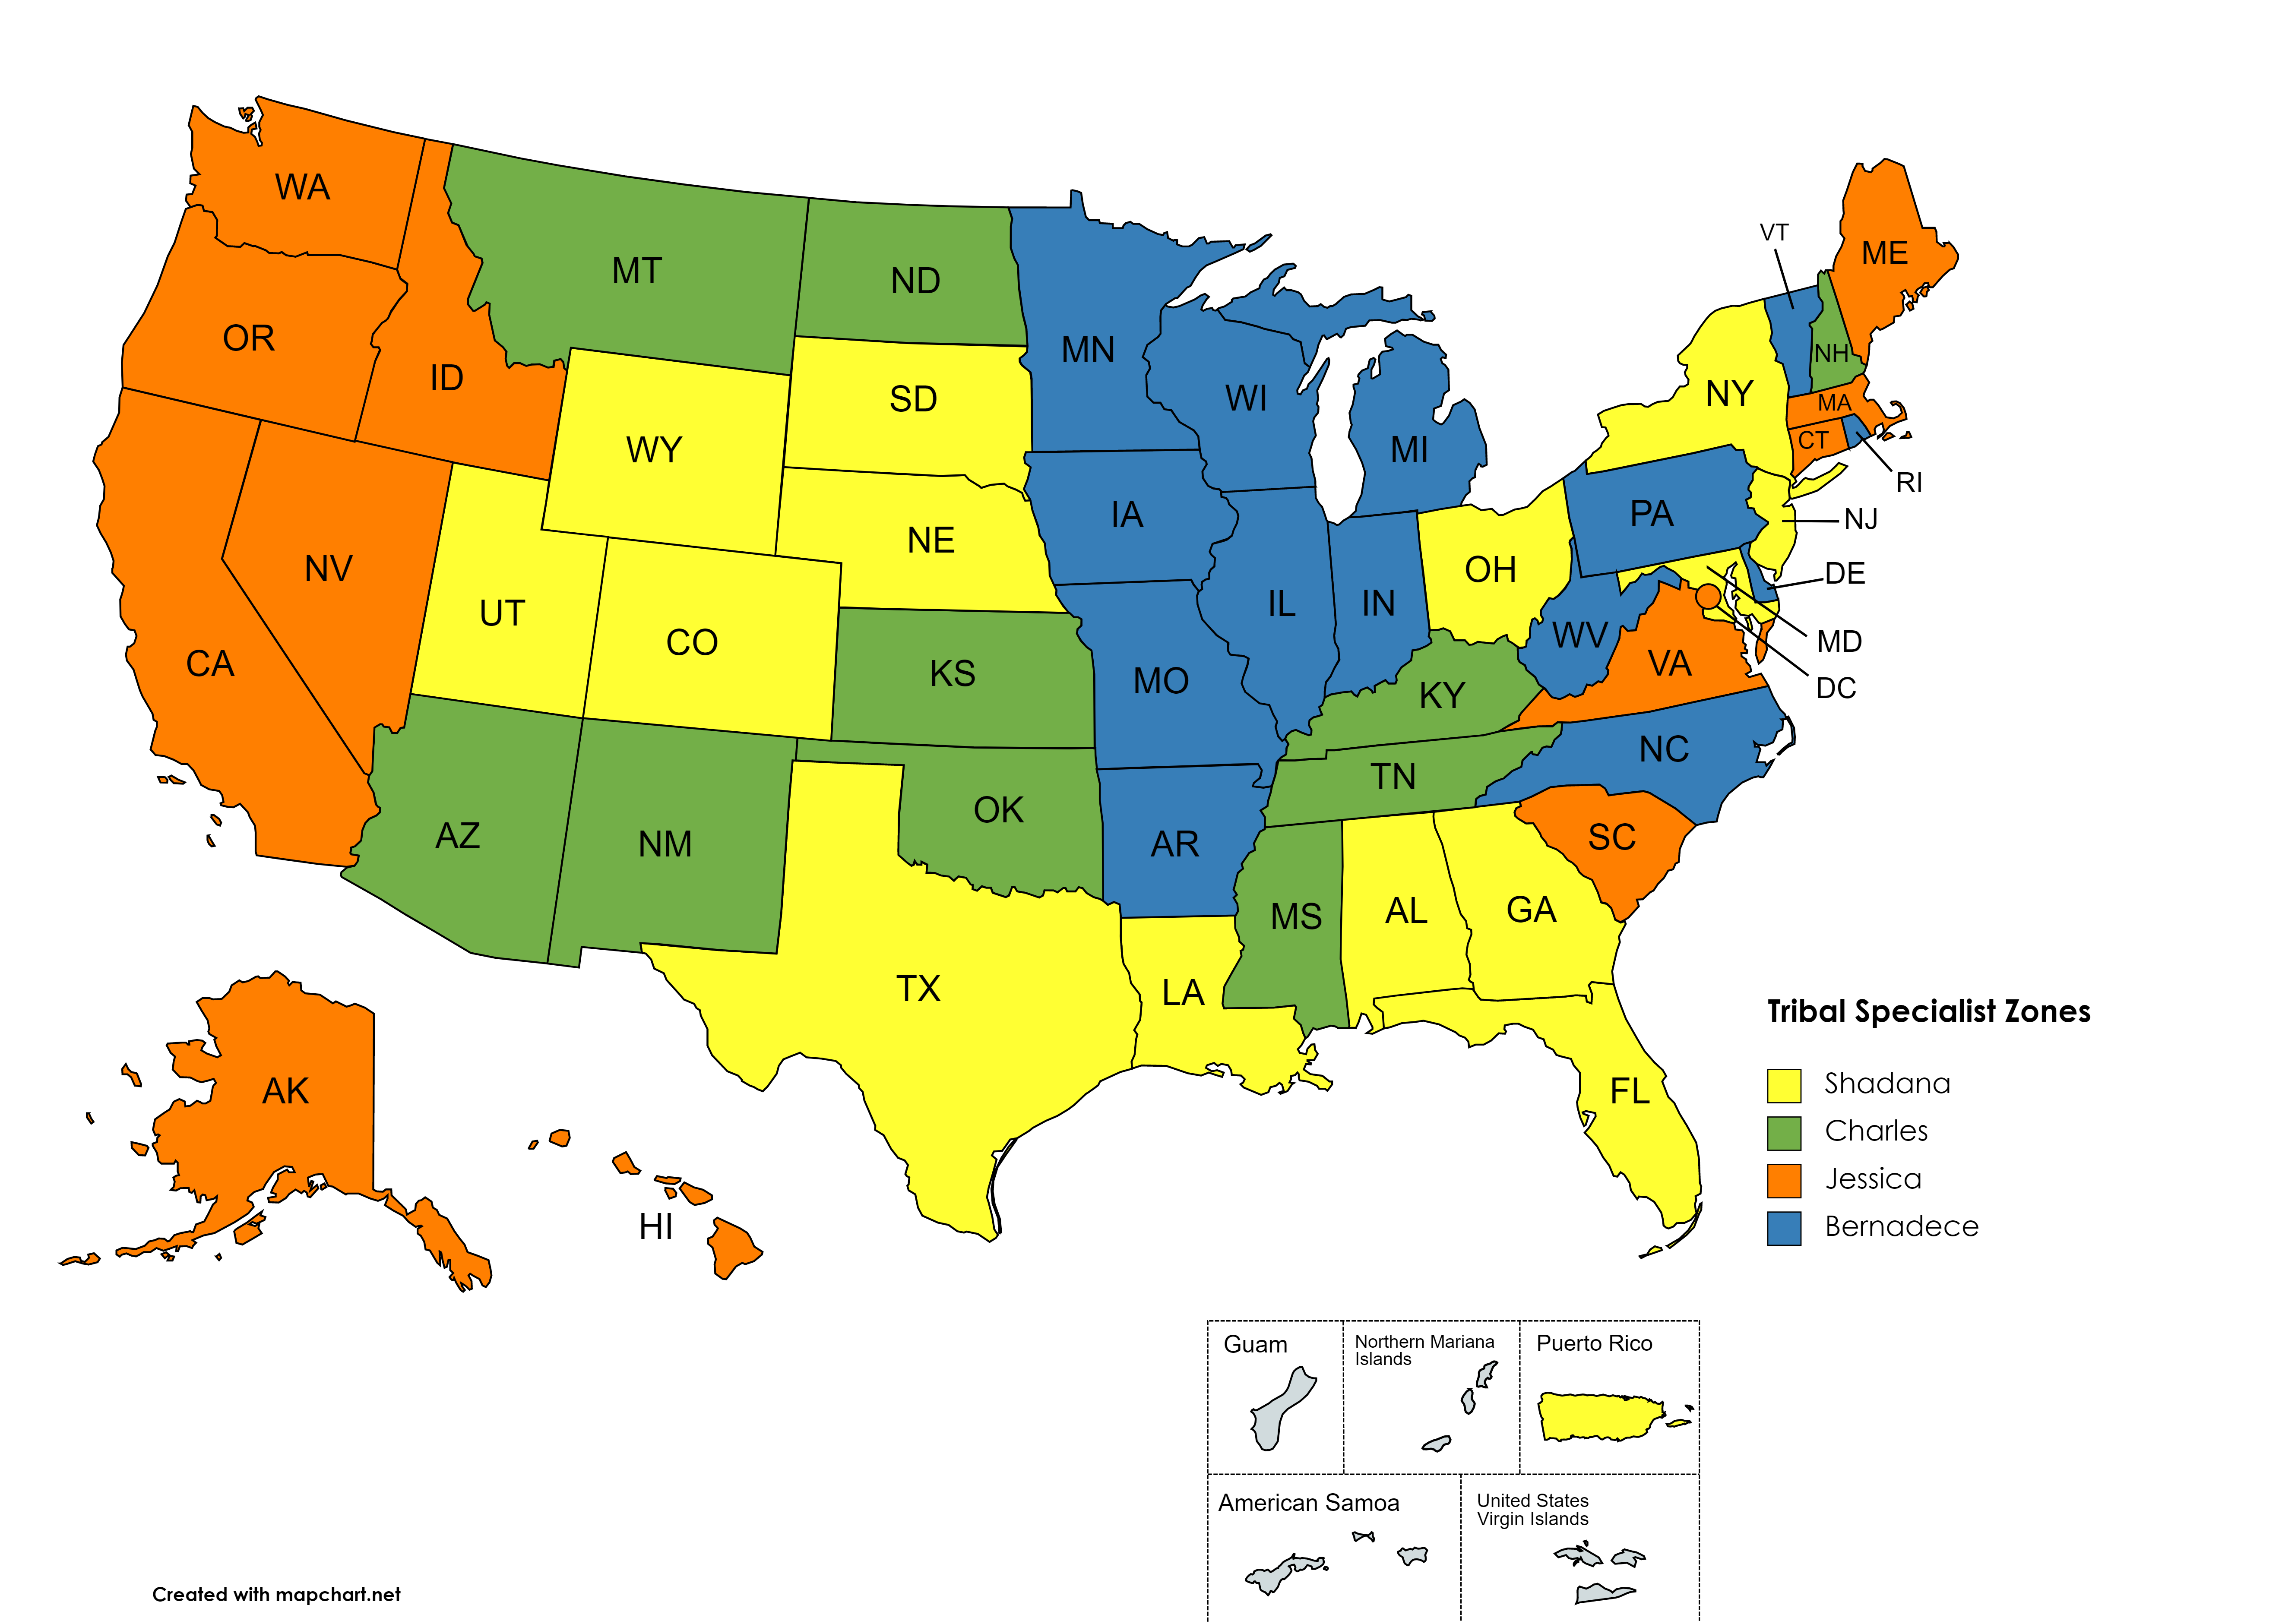 WA
OR
ID
MT
ND
MN
WI
MI
VT
ME
NH
NY
MA
CT
RI
SD
WY
NE
IA
PA
NJ
OH
DE
NV
UT
CO
CA
KS
MO
IL
IN
WV
VA
MD
DC
KY
NC
TN
AZ
NM
OK
AR
SC
MS
AL
GA
TX
LA
FL
AK
HI
Tribal Specialist Zones
Shadana
Charles
Jessica
Bernadece
Guam
Northern Mariana
Islands
Puerto Rico
American Samoa
United States
Virgin Islands
Created with mapchart.net